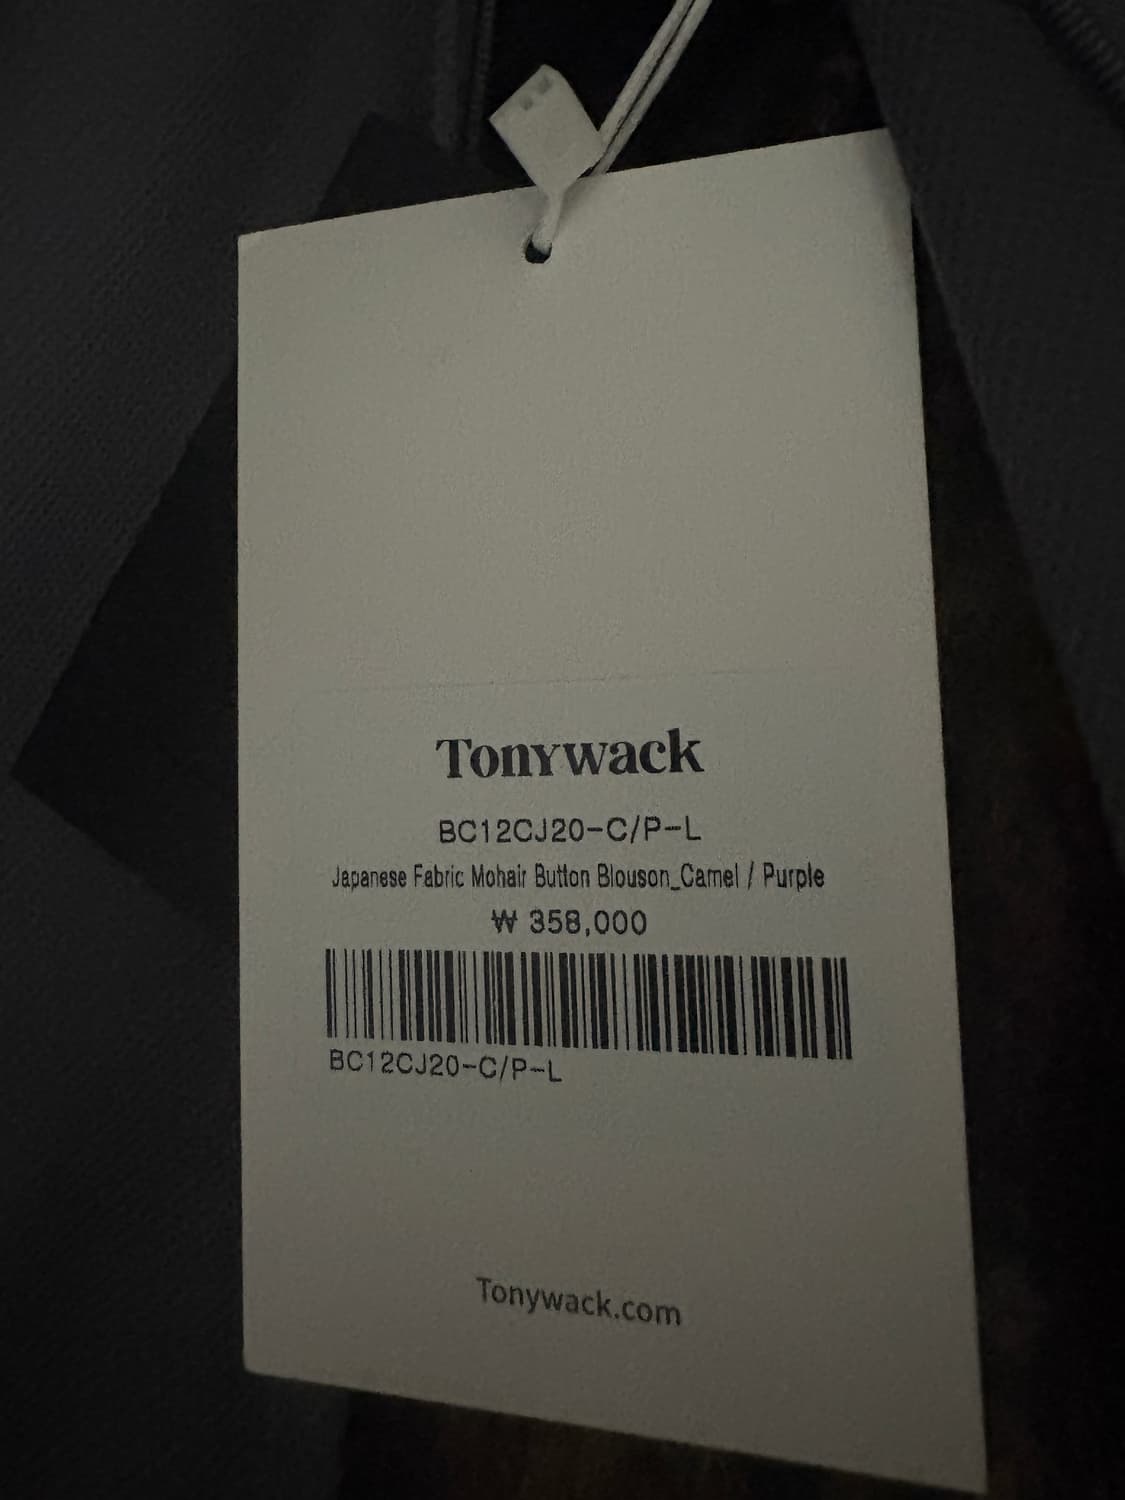 Tonywack
BC12CJ20-C/P-L
Japanese Fabric Mohair Button Blouson_Camel / Purple
₩ 358,000
BC12CJ20-C/P-L
Tonywack.com